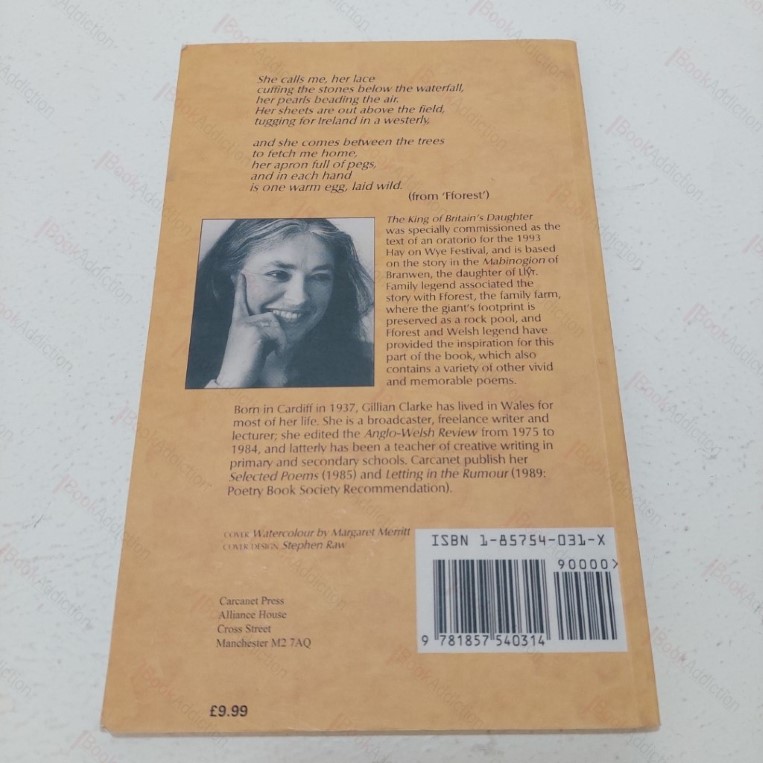 She calls me, her lace
cuffing the stones below the waterfall,
her pearls beading the air.
Her sheets are out above the field,
tugging for Ireland in a westerly,
and she comes between the trees
to fetch me home,
her apron full of pegs,
and in each hand
is one warm egg, laid wild.
(from 'Fforest')
The King of Britain's Daughter
was specially commissioned as the
text of an oratorio for the 1993
Hay on Wye Festival, and is based
on the story in the Mabinogion of
Branwen, the daughter of Llŷr.
Family legend associated the
story with Fforest, the family farm,
where the giant's footprint is
preserved as a rock pool, and
Fforest and Welsh legend have
provided the inspiration for this
part of the book, which also
contains a variety of other vivid
and memorable poems.
Born in Cardiff in 1937, Gillian Clarke has lived in Wales for
most of her life. She is a broadcaster, freelance writer and
lecturer; she edited the Anglo-Welsh Review from 1975 to
1984, and latterly has been a teacher of creative writing in
primary and secondary schools. Carcanet publish her
Selected Poems (1985) and Letting in the Rumour (1989;
Poetry Book Society Recommendation).
COVER Watercolour by Margaret Merritt
COVER DESIGN Stephen Raw
ISBN 1-85754-031-X
90000>
9 781857 540314
Carcanet Press
Alliance House
Cross Street
Manchester M2 7AQ
£9.99
BookAddiction